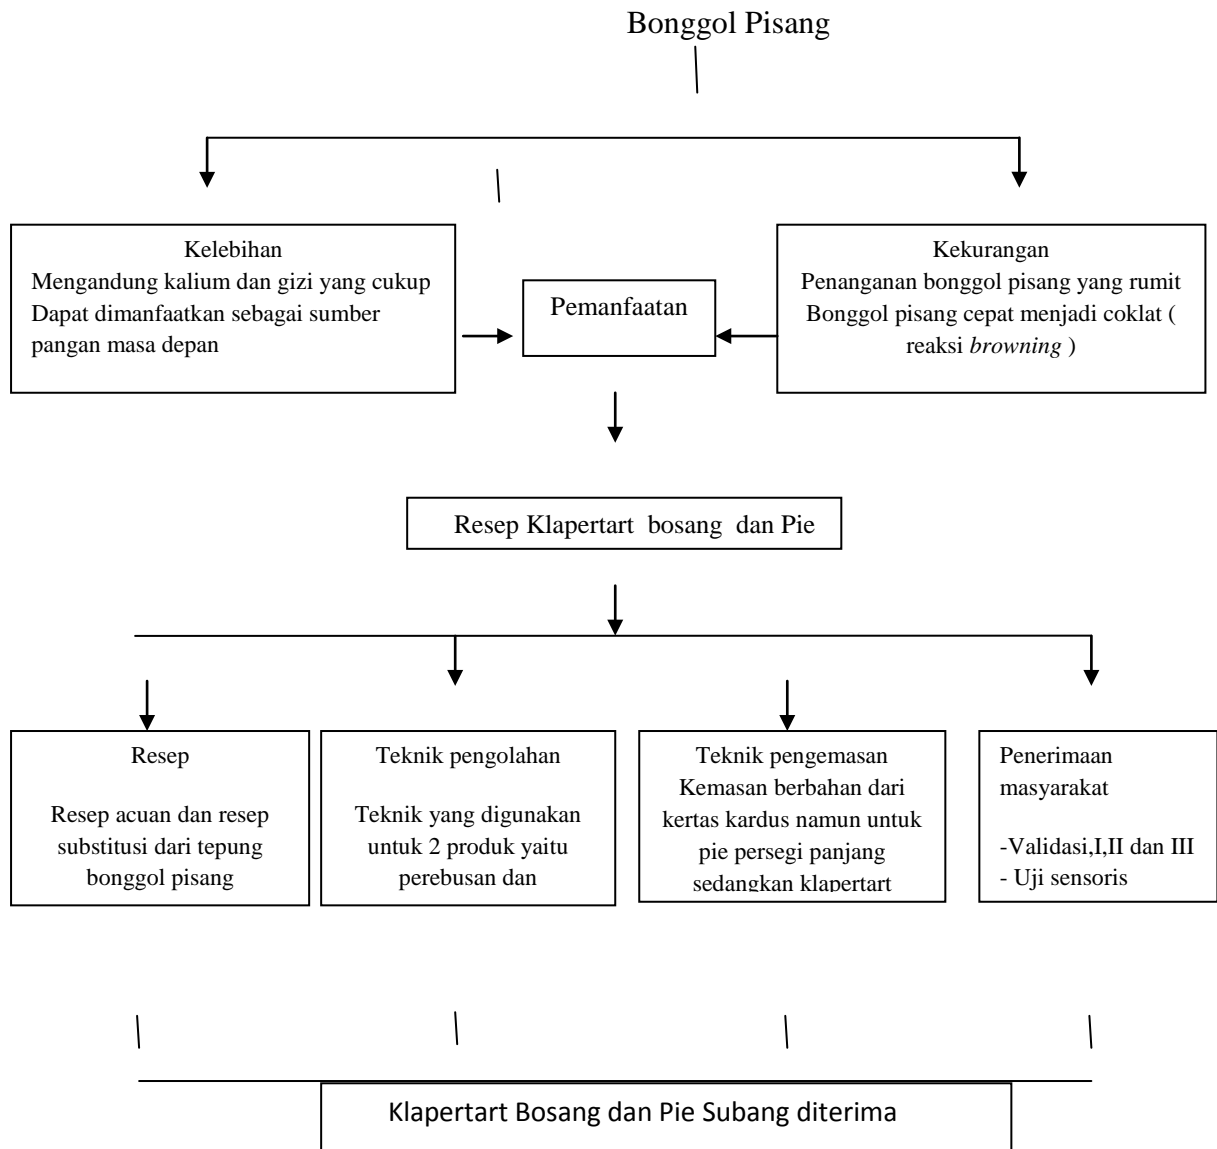 Bonggol Pisang
Kelebihan
Mengandung kalium dan gizi yang cukup
Dapat dimanfaatkan sebagai sumber
pangan masa depan
Pemanfaatan
Kekurangan
Penanganan bonggol pisang yang rumit
Bonggol pisang cepat menjadi coklat (
reaksi browning )
Resep Klapertart bosang dan Pie
Resep
Resep acuan dan resep
substitusi dari tepung
bonggol pisang
Teknik pengolahan
Teknik yang digunakan
untuk 2 produk yaitu
perebusan dan
Teknik pengemasan
Kemasan berbahan dari
kertas kardus namun untuk
pie persegi panjang
sedangkan klapertart
Penerimaan
masyarakat
-Validasi,I,II dan III
- Uji sensoris
Klapertart Bosang dan Pie Subang diterima